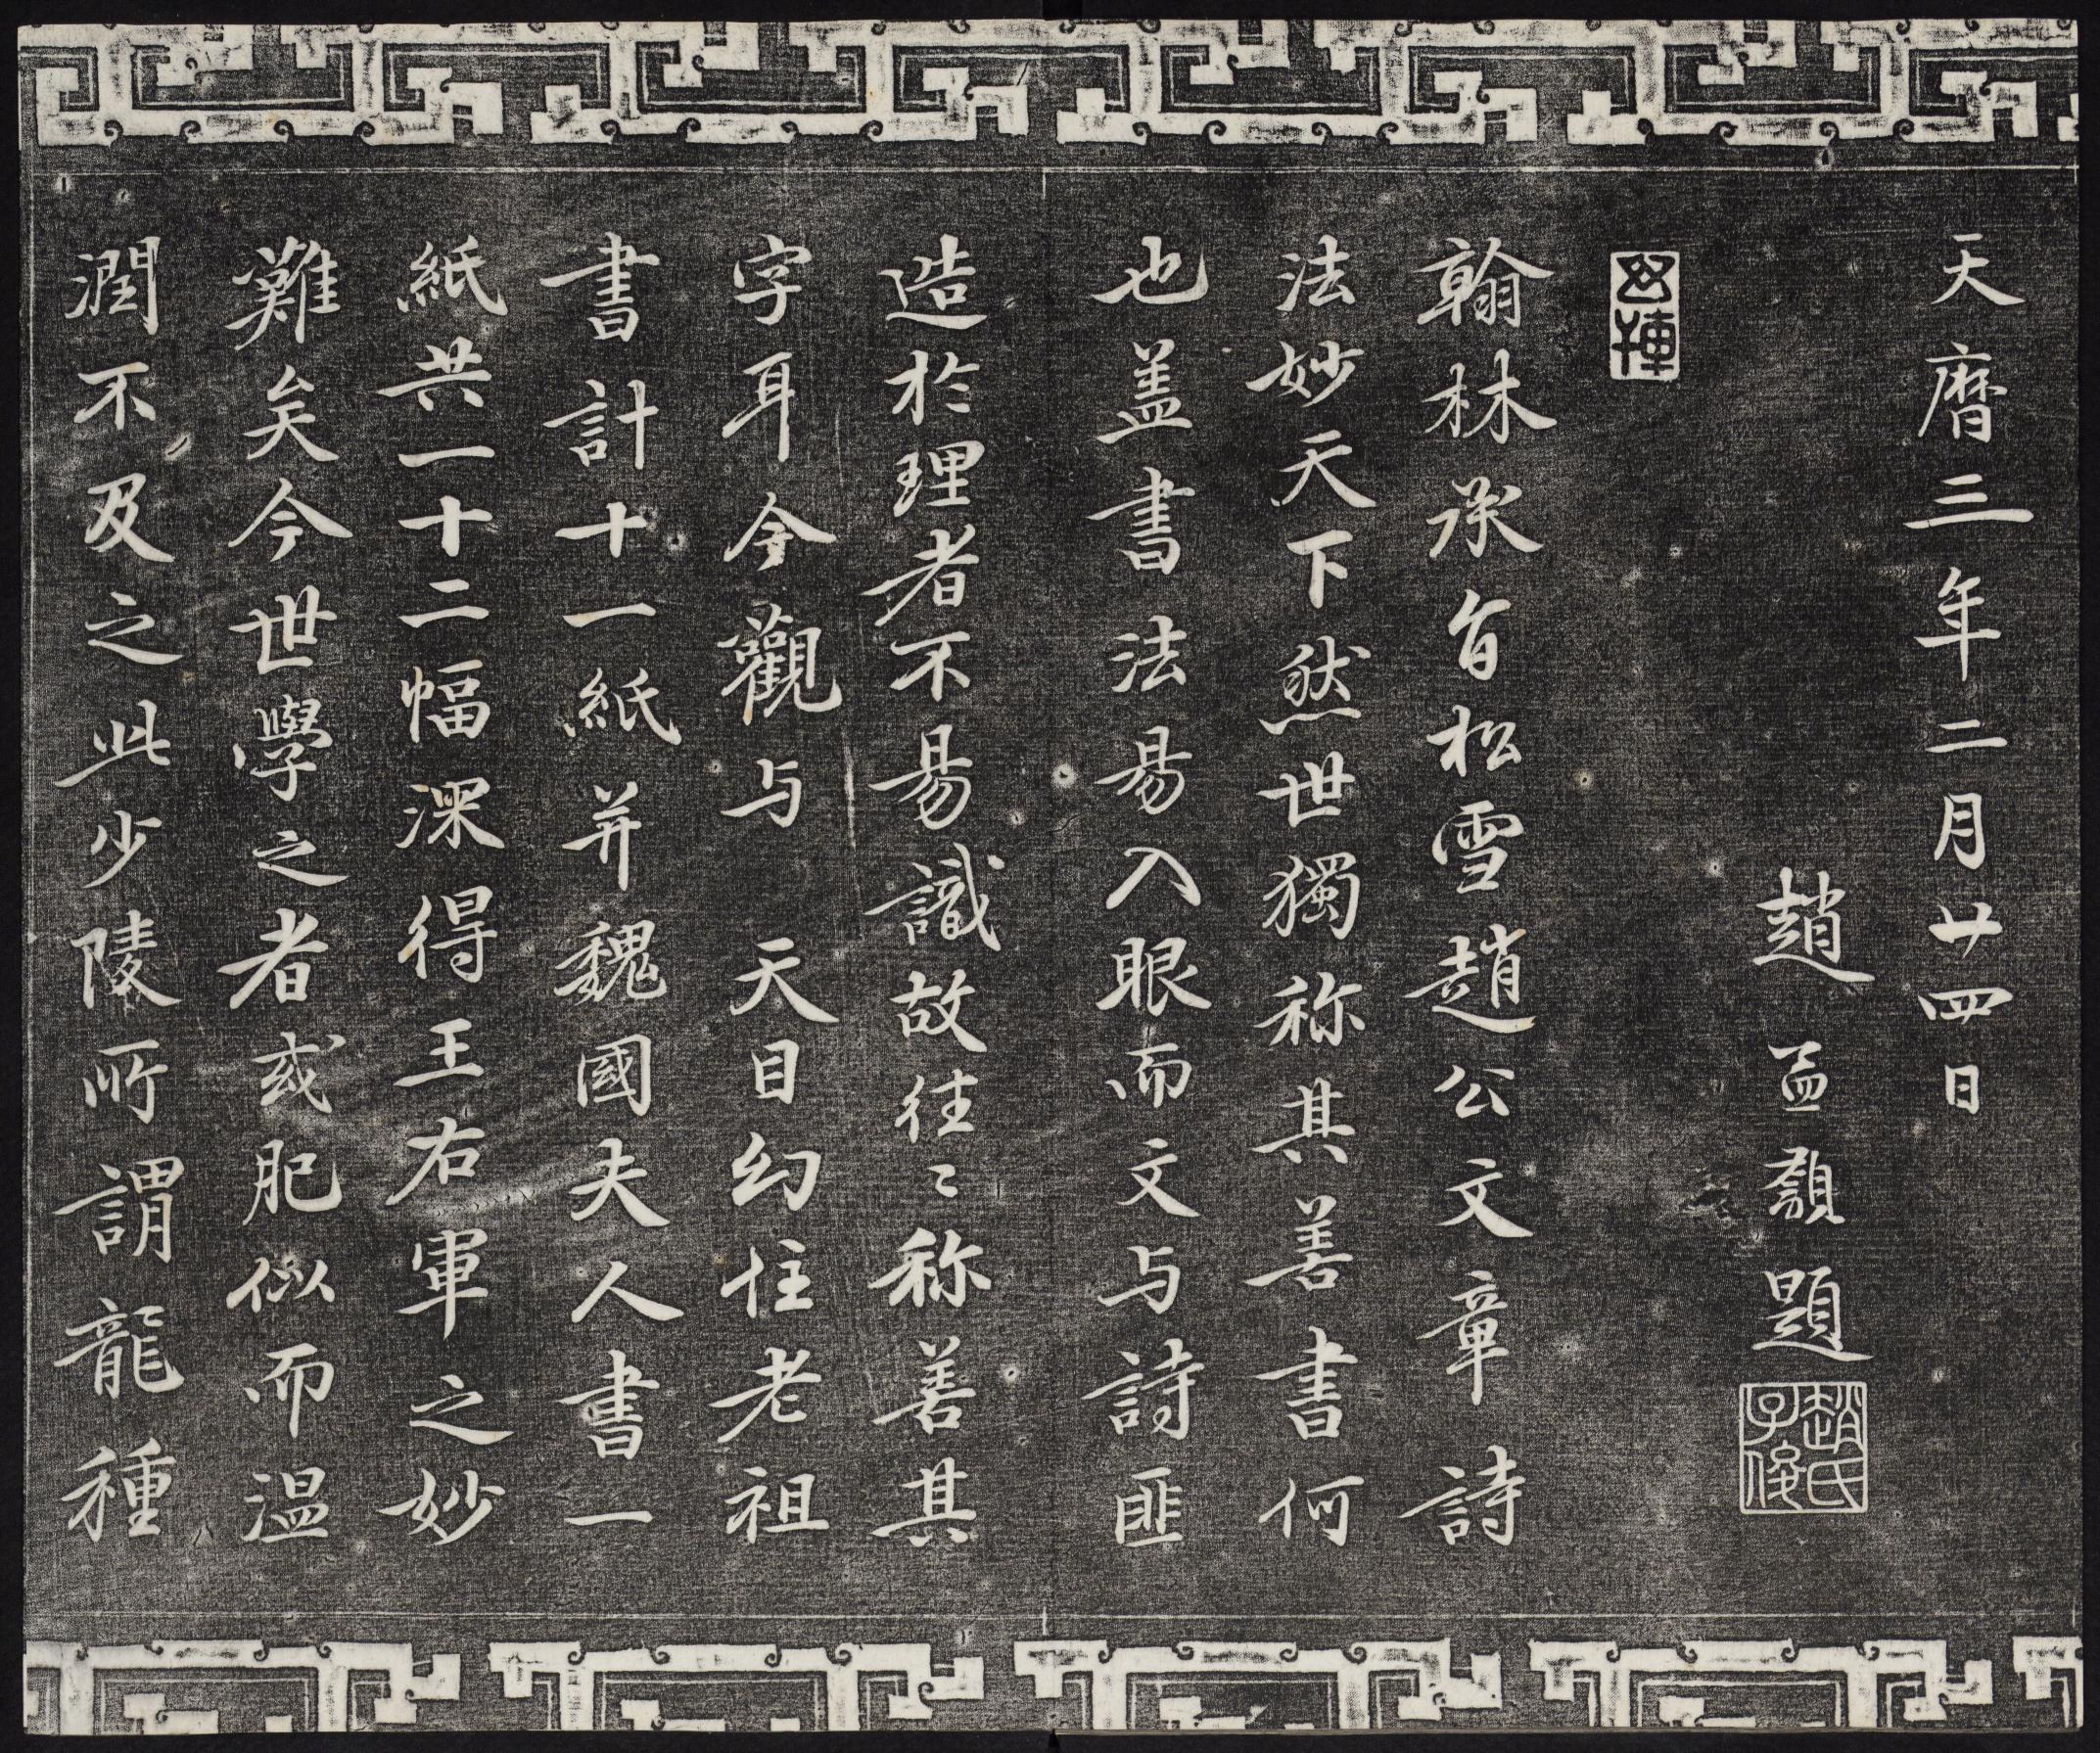 天曆三年二月廿四日
趙孟頫題
趙氏子俊
翰林承旨松雪趙公文章詩
法妙天下然世獨称其善書何
也盖書法易入眼而文与詩匪
造於理者不易識故往〻称善其
字耳今觀与 天目幻住老祖
書計十一紙并魏國夫人書一
紙共一十二幅深得王右軍之妙
難矣今世學之者或肥似而温
潤不及之此少陵所謂龍種